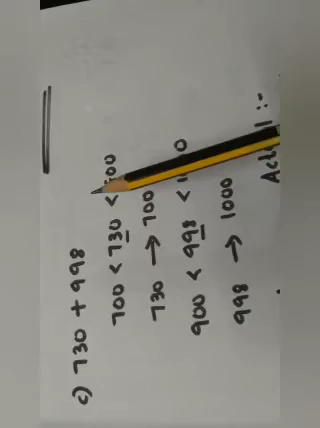 c) 730 + 998
700 < 730 <
730 → 700
900 < 998 <
998 → 1000